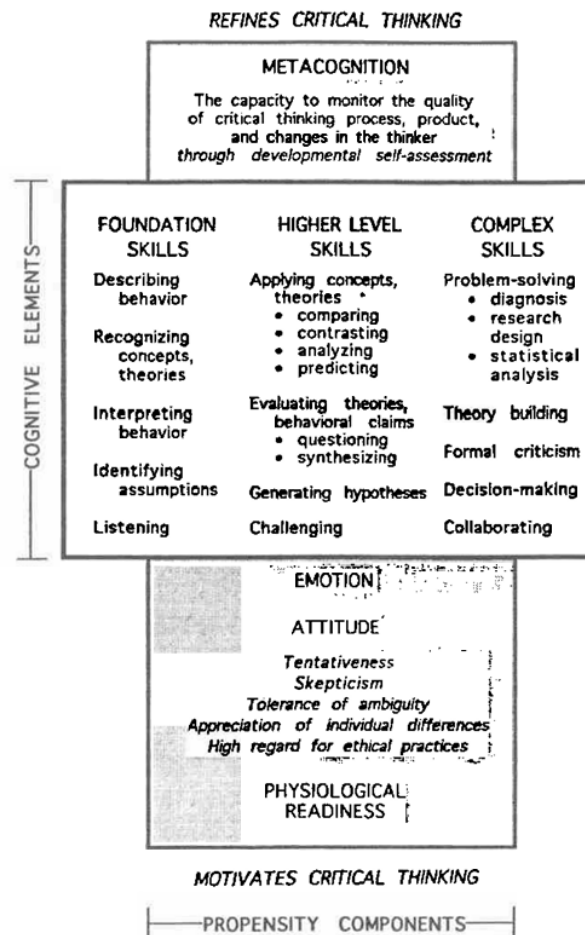 REFINES CRITICAL THINKING
METACOGNITION
The capacity to monitor the quality
of critical thinking process, product,
and changes in the thinker
through developmental self-assessment
COGNITIVE ELEMENTS
FOUNDATION
SKILLS
Describing
behavior
Recognizing
concepts,
theories
Interpreting
behavior
Identifying
assumptions
Listening
HIGHER LEVEL
SKILLS
Applying concepts,
theories
• comparing
• contrasting
• analyzing
• predicting
Evaluating theories,
behavioral claims
• questioning
• synthesizing
Generating hypotheses
Challenging
COMPLEX
SKILLS
Problem-solving
• diagnosis
• research
design
• statistical
analysis
Theory building
Formal criticism
Decision-making
Collaborating
EMOTION
ATTITUDE
Tentativeness
Skepticism
Tolerance of ambiguity
Appreciation of individual differences
High regard for ethical practices
PHYSIOLOGICAL
READINESS
MOTIVATES CRITICAL THINKING
PROPENSITY COMPONENTS